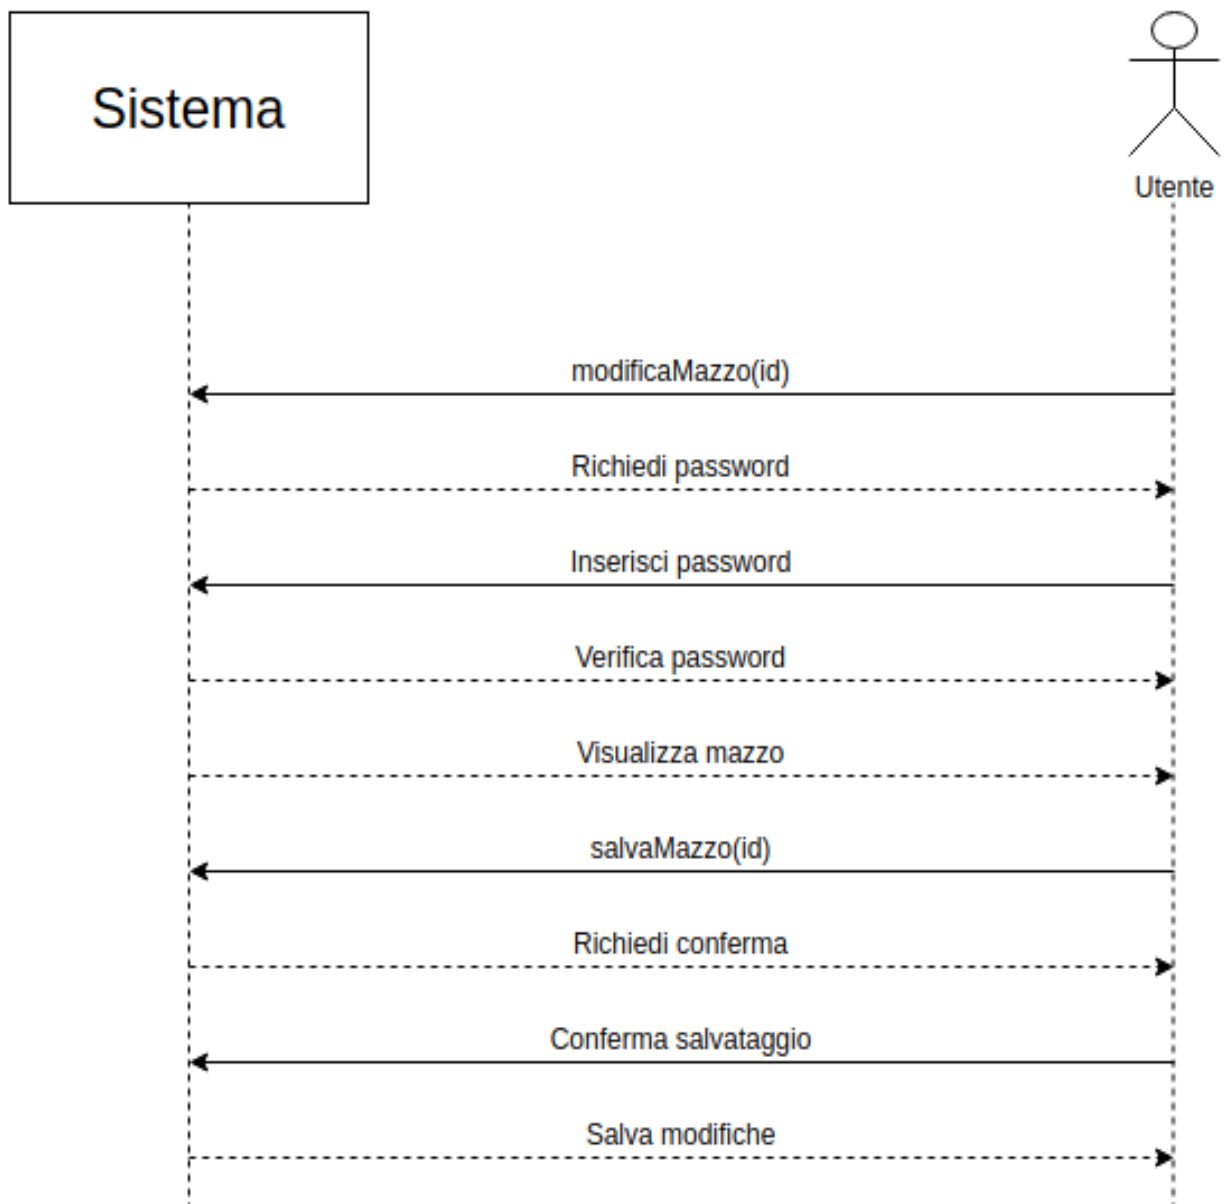 Sistema
Utente
modificaMazzo(id)
Richiedi password
Inserisci password
Verifica password
Visualizza mazzo
salvaMazzo(id)
Richiedi conferma
Conferma salvataggio
Salva modifiche